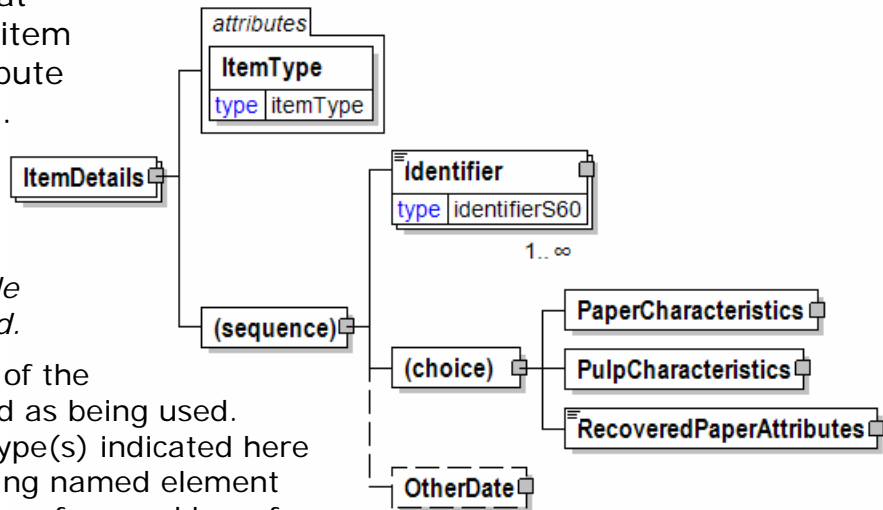 item
attributes
ItemType
type itemType
ItemDetails
Identifier
type identifierS60
1.. ∞
(sequence)
d.
PaperCharacteristics
of the
(choice)
PulpCharacteristics
d as being used.
RecoveredPaperAttributes
ype(s) indicated here
ing named element
OtherDate